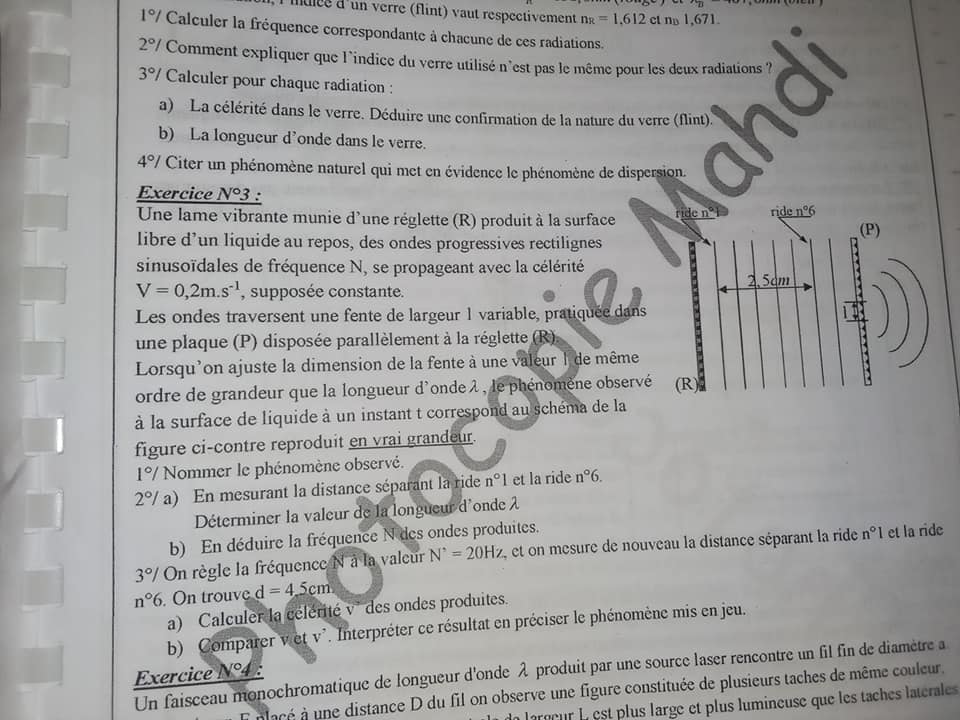 l'indice d'un verre (flint) vaut respectivement nR = 1,612 et nD 1,671.
1°/ Calculer la fréquence correspondante à chacune de ces radiations.
2°/ Comment expliquer que l'indice du verre utilisé n'est pas le même pour les deux radiations ?
3°/ Calculer pour chaque radiation :
a) La célérité dans le verre. Déduire une confirmation de la nature du verre (flint).
b) La longueur d'onde dans le verre.
4°/ Citer un phénomène naturel qui met en évidence le phénomène de dispersion.
Exercice N°3 :
Une lame vibrante munie d'une réglette (R) produit à la surface
libre d'un liquide au repos, des ondes progressives rectilignes
sinusoïdales de fréquence N, se propageant avec la célérité
V = 0,2m.s-1, supposée constante.
Les ondes traversent une fente de largeur l variable, pratiquée dans
une plaque (P) disposée parallèlement à la réglette (R).
Lorsqu'on ajuste la dimension de la fente à une valeur l de même
ordre de grandeur que la longueur d'onde λ , le phénomène observé
à la surface de liquide à un instant t correspond au schéma de la
figure ci-contre reproduit en vrai grandeur.
ride n°1
ride n°6
(P)
2,5cm
l
(R)
1°/ Nommer le phénomène observé.
2°/ a) En mesurant la distance séparant la ride n°1 et la ride n°6.
Déterminer la valeur de la longueur d'onde λ
b) En déduire la fréquence N des ondes produites.
3°/ On règle la fréquence N à la valeur N' = 20Hz, et on mesure de nouveau la distance séparant la ride n°1 et la ride
n°6. On trouve d = 4,5cm.
a) Calculer la célérité v' des ondes produites.
b) Comparer v et v'. Interpréter ce résultat en préciser le phénomène mis en jeu.
Exercice N°4 :
Un faisceau monochromatique de longueur d'onde λ produit par une source laser rencontre un fil fin de diamètre a
E placé à une distance D du fil on observe une figure constituée de plusieurs taches de même couleur.
de largeur L est plus large et plus lumineuse que les taches latérales
Photocopie Mahdi